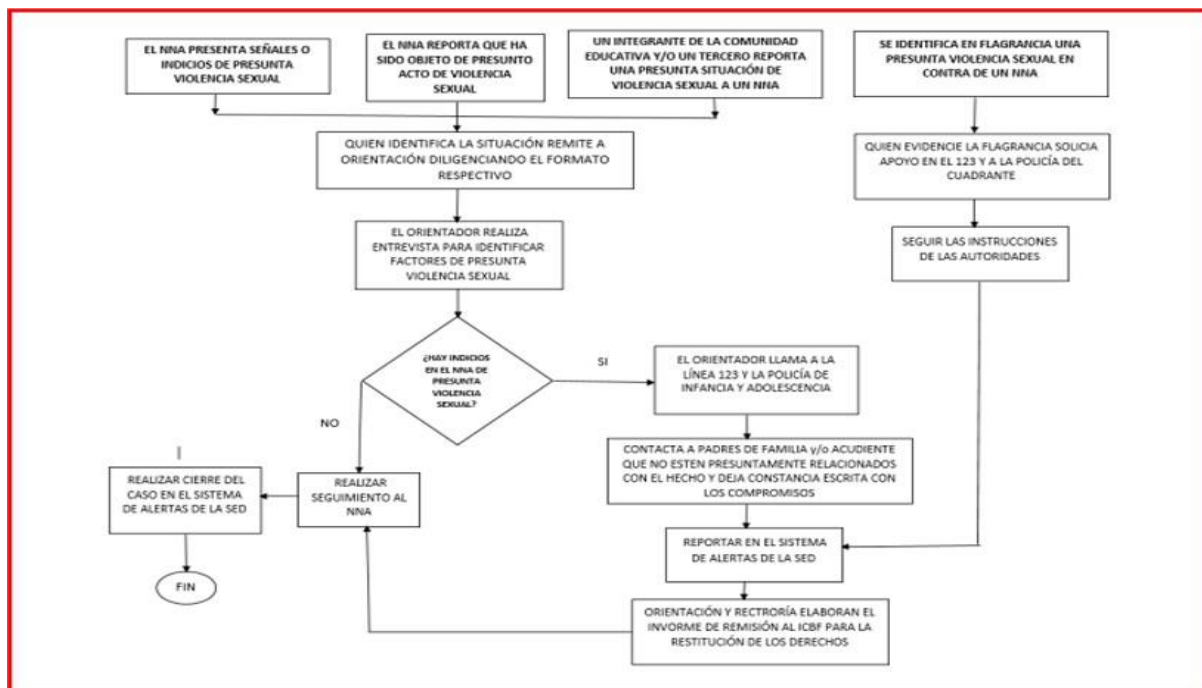 EL NNA PRESENTA SEÑALES O
INDICIOS DE PRESUNTA
VIOLENCIA SEXUAL
EL NNA REPORTA QUE HA
SIDO OBJETO DE PRESUNTO
ACTO DE VIOLENCIA
SEXUAL
UN INTEGRANTE DE LA COMUNIDAD
EDUCATIVA Y/O UN TERCERO REPORTA
UNA PRESUNTA SITUACIÓN DE
VIOLENCIA SEXUAL A UN NNA
SE IDENTIFICA EN FLAGRANCIA UNA
PRESUNTA VIOLENCIA SEXUAL EN
CONTRA DE UN NNA
QUIEN IDENTIFICA LA SITUACIÓN REMITE A
ORIENTACIÓN DILIGENCIANDO EL FORMATO
RESPECTIVO
QUIEN EVIDENCIE LA FLAGRANCIA SOLICIA
APOYO EN EL 123 Y A LA POLICÍA DEL
CUADRANTE
EL ORIENTADOR REALIZA
ENTREVISTA PARA IDENTIFICAR
FACTORES DE PRESUNTA
VIOLENCIA SEXUAL
SEGUIR LAS INSTRUCCIONES
DE LAS AUTORIDADES
¿HAY INDICIOS
EN EL NNA DE
PRESUNTA
VIOLENCIA
SEXUAL?
SI
EL ORIENTADOR LLAMA A LA
LÍNEA 123 Y LA POLICÍA DE
INFANCIA Y ADOLESCENCIA
NO
CONTACTA A PADRES DE FAMILIA y/o ACUDIENTE
QUE NO ESTEN PRESUNTAMENTE RELACIONADOS
CON EL HECHO Y DEJA CONSTANCIA ESCRITA CON
LOS COMPROMISOS
REALIZAR CIERRE DEL
CASO EN EL SISTEMA
DE ALERTAS DE LA SED
REALIZAR
SEGUIMIENTO AL
NNA
REPORTAR EN EL SISTEMA
DE ALERTAS DE LA SED
FIN
ORIENTACIÓN Y RECTRORÍA ELABORAN EL
INVORME DE REMISIÓN AL ICBF PARA LA
RESTITUCIÓN DE LOS DERECHOS